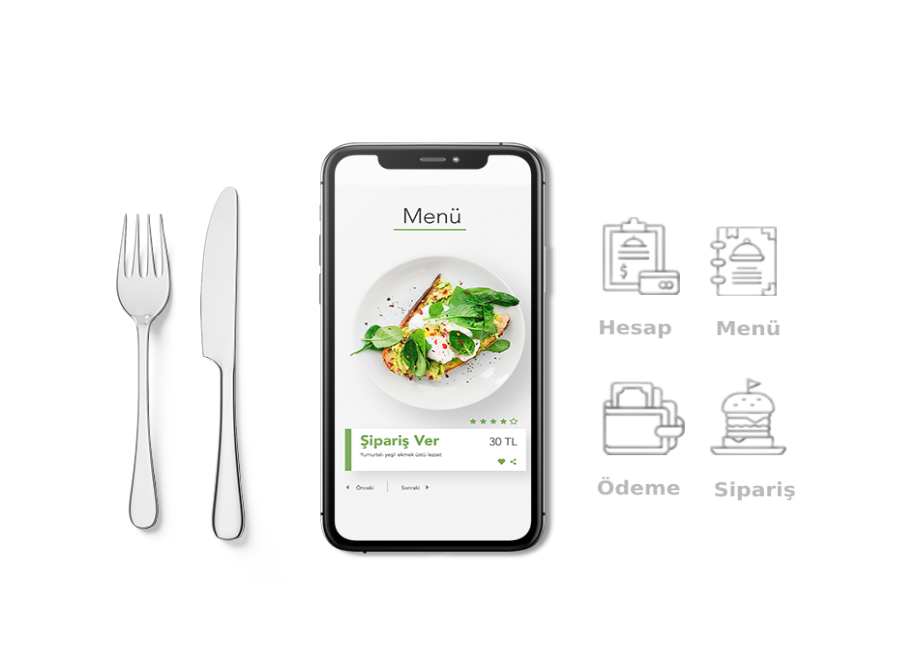 Menü
Şipariş Ver
30 TL
Yumurtalı yeşil ekmek üstü lezzet
Önceki
Sonraki
Hesap
Menü
Ödeme
Sipariş